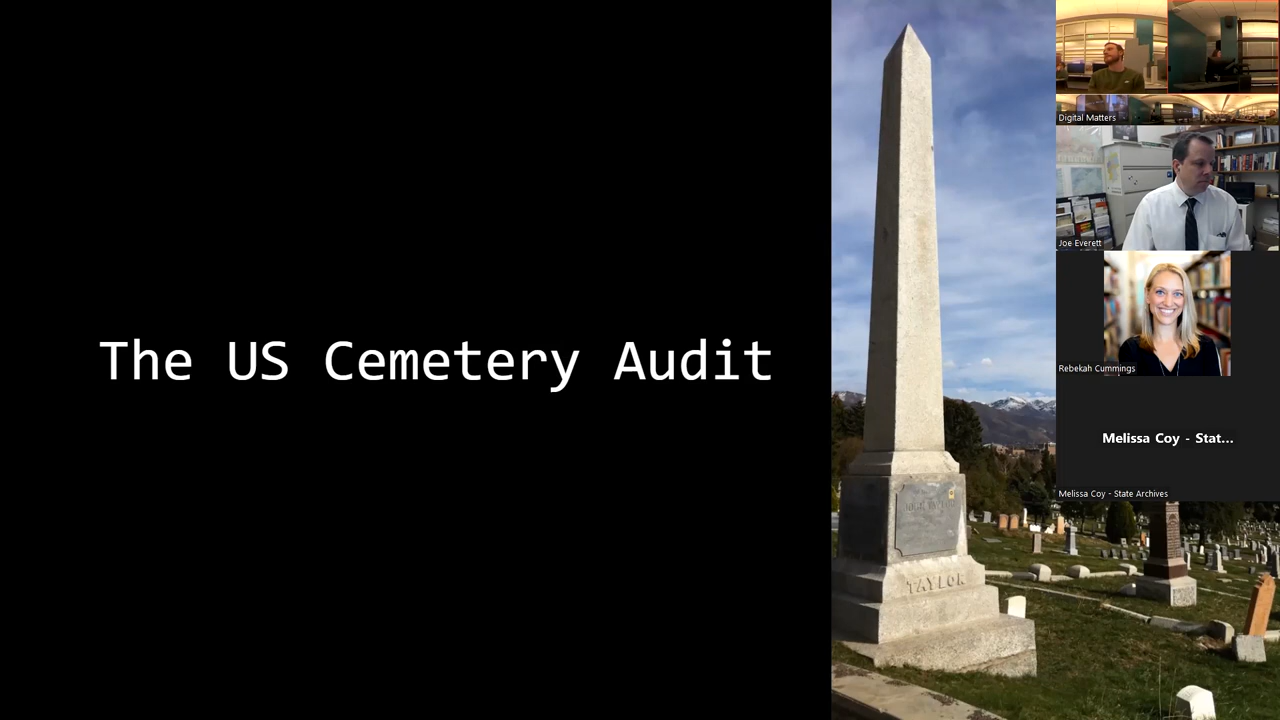 The US Cemetery Audit
TAYLOR
Digital Matters
Joe Everett
Rebekah Cummings
Melissa Coy - Stat...
Melissa Coy - State Archives